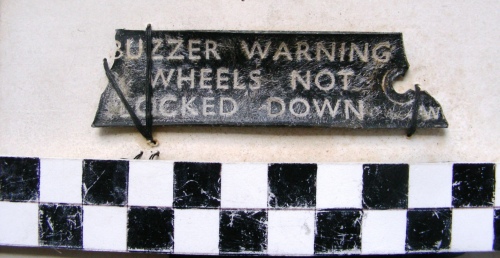 BUZZER WARNING
WHEELS NOT
LOCKED DOWN